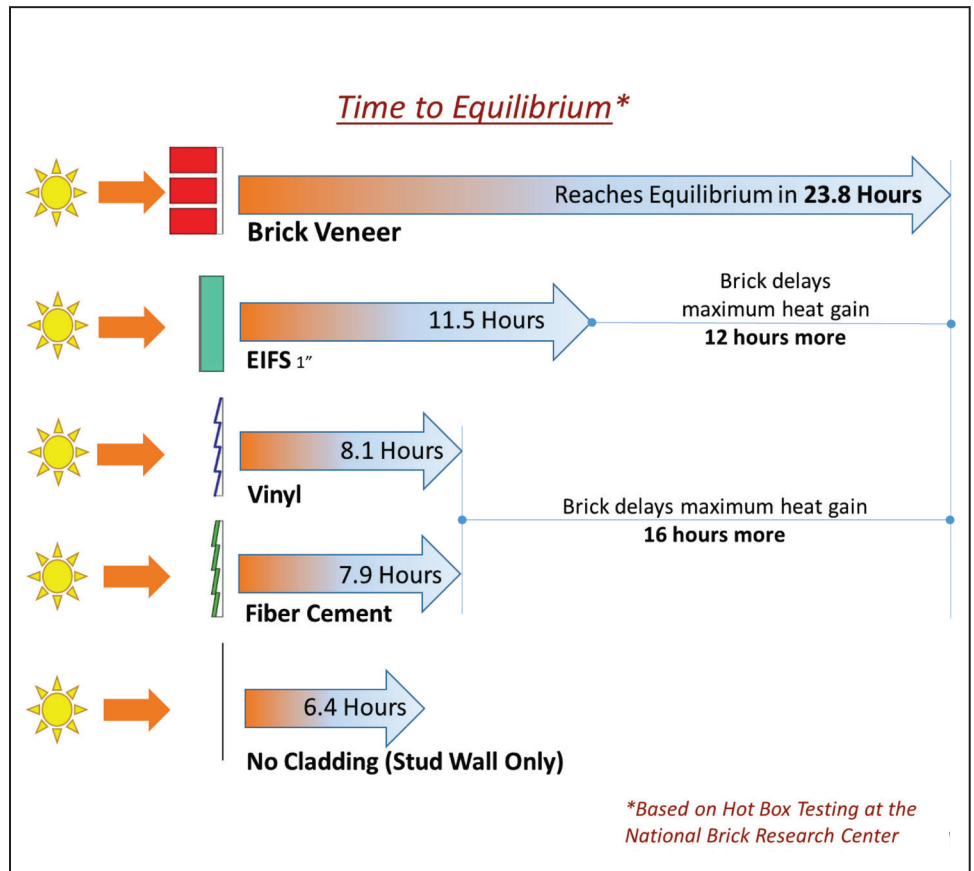 Time to Equilibrium*
Reaches Equilibrium in 23.8 Hours
Brick Veneer
11.5 Hours
EIFS 1”
Brick delays
maximum heat gain
12 hours more
8.1 Hours
Vinyl
Brick delays maximum heat gain
16 hours more
7.9 Hours
Fiber Cement
6.4 Hours
No Cladding (Stud Wall Only)
*Based on Hot Box Testing at the
National Brick Research Center